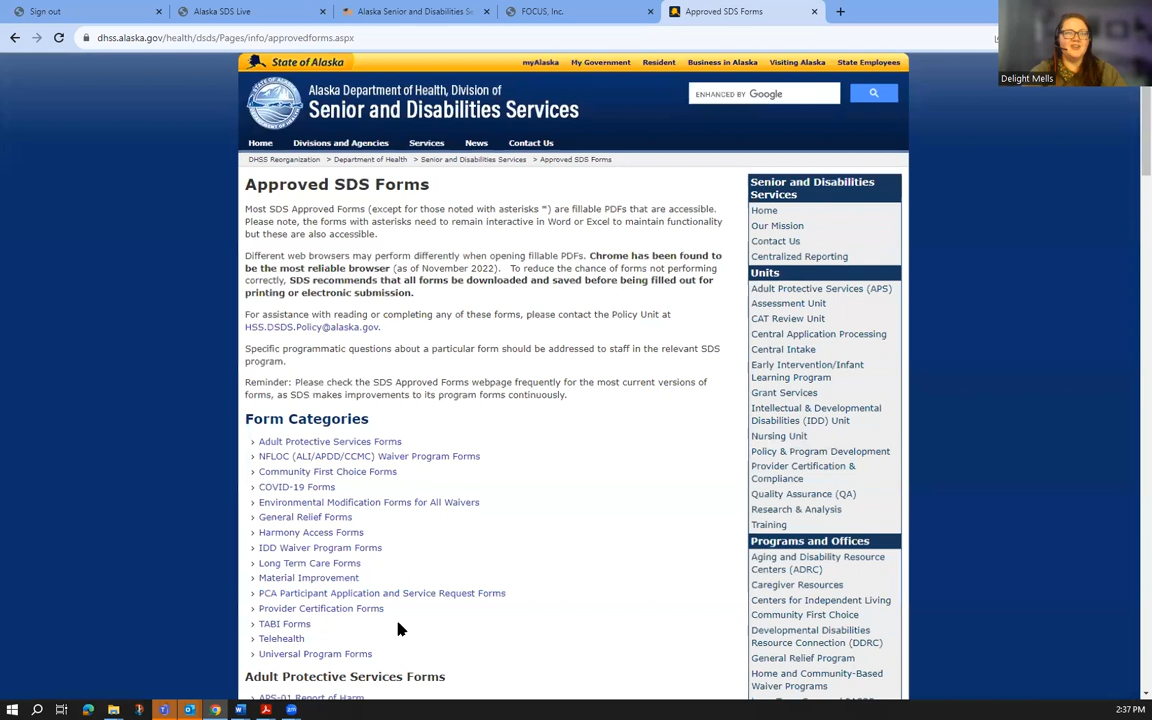 Sign out
Alaska SDS Live
Alaska Senior and Disabilities Se
FOCUS, Inc.
Approved SDS Forms
dhss.alaska.gov/health/dsds/Pages/info/approvedforms.aspx
Delight Mells
State of Alaska
myAlaska My Government Resident Business in Alaska Visiting Alaska State Employees
Alaska Department of Health, Division of
Senior and Disabilities Services
ENHANCED BY Google
Home Divisions and Agencies Services News Contact Us
DHSS Reorganization > Department of Health > Senior and Disabilities Services > Approved SDS Forms
Approved SDS Forms
Most SDS Approved Forms (except for those noted with asterisks *) are fillable PDFs that are accessible.
Please note, the forms with asterisks need to remain interactive in Word or Excel to maintain functionality
but these are also accessible.
Different web browsers may perform differently when opening fillable PDFs. Chrome has been found to
be the most reliable browser (as of November 2022). To reduce the chance of forms not performing
correctly, SDS recommends that all forms be downloaded and saved before being filled out for
printing or electronic submission.
For assistance with reading or completing any of these forms, please contact the Policy Unit at
HSS.DSDS.Policy@alaska.gov.
Specific programmatic questions about a particular form should be addressed to staff in the relevant SDS
program.
Reminder: Please check the SDS Approved Forms webpage frequently for the most current versions of
forms, as SDS makes improvements to its program forms continuously.
Form Categories
Adult Protective Services Forms
NFLOC (ALI/APDD/CCMC) Waiver Program Forms
Community First Choice Forms
COVID-19 Forms
Environmental Modification Forms for All Waivers
General Relief Forms
Harmony Access Forms
IDD Waiver Program Forms
Long Term Care Forms
Material Improvement
PCA Participant Application and Service Request Forms
Provider Certification Forms
TABI Forms
Telehealth
Universal Program Forms
Adult Protective Services Forms
APS-01 Report of Harm
Senior and Disabilities
Services
Home
Our Mission
Contact Us
Centralized Reporting
Units
Adult Protective Services (APS)
Assessment Unit
CAT Review Unit
Central Application Processing
Central Intake
Early Intervention/Infant
Learning Program
Grant Services
Intellectual & Developmental
Disabilities (IDD) Unit
Nursing Unit
Policy & Program Development
Provider Certification &
Compliance
Quality Assurance (QA)
Research & Analysis
Training
Programs and Offices
Aging and Disability Resource
Centers (ADRC)
Caregiver Resources
Centers for Independent Living
Community First Choice
Developmental Disabilities
Resource Connection (DDRC)
General Relief Program
Home and Community-Based
Waiver Programs
2:37 PM